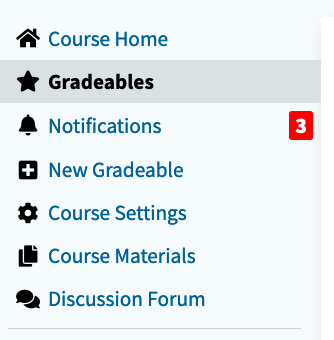 Course Home
Gradeables
Notifications 3
New Gradeable
Course Settings
Course Materials
Discussion Forum